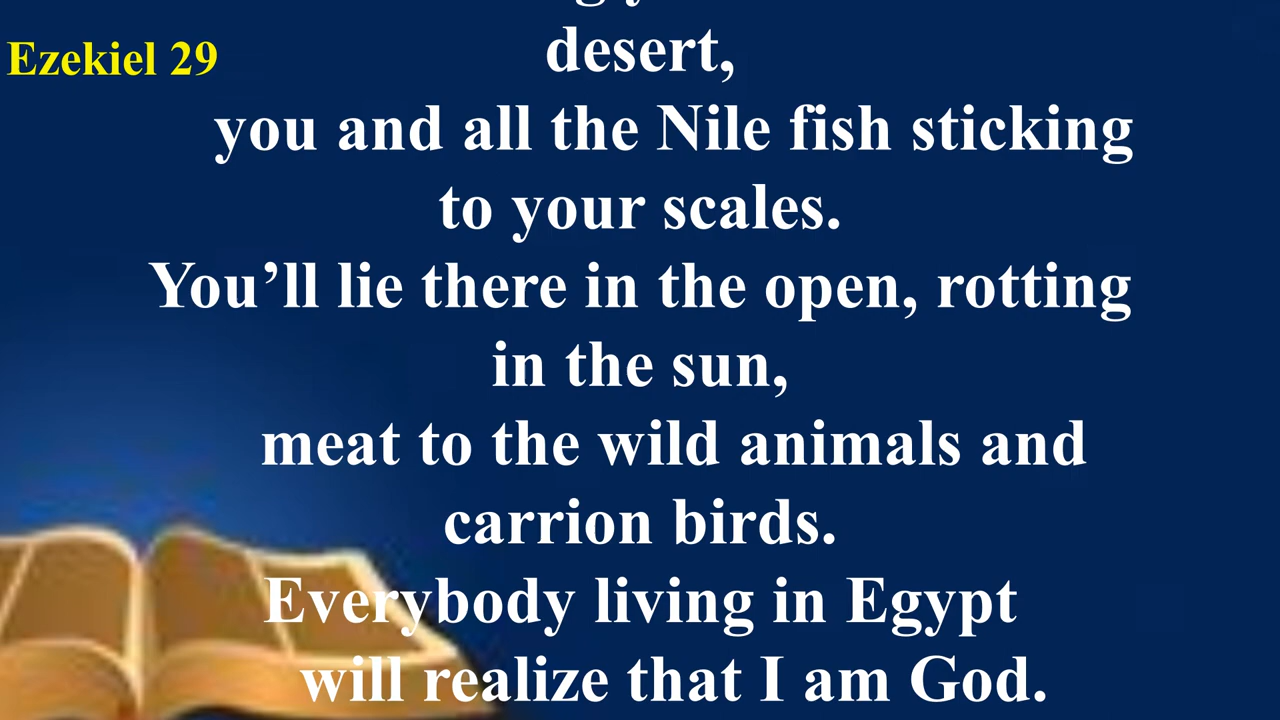 Ezekiel 29
desert,
you and all the Nile fish sticking
to your scales.
You’ll lie there in the open, rotting
in the sun,
meat to the wild animals and
carrion birds.
Everybody living in Egypt
will realize that I am God.